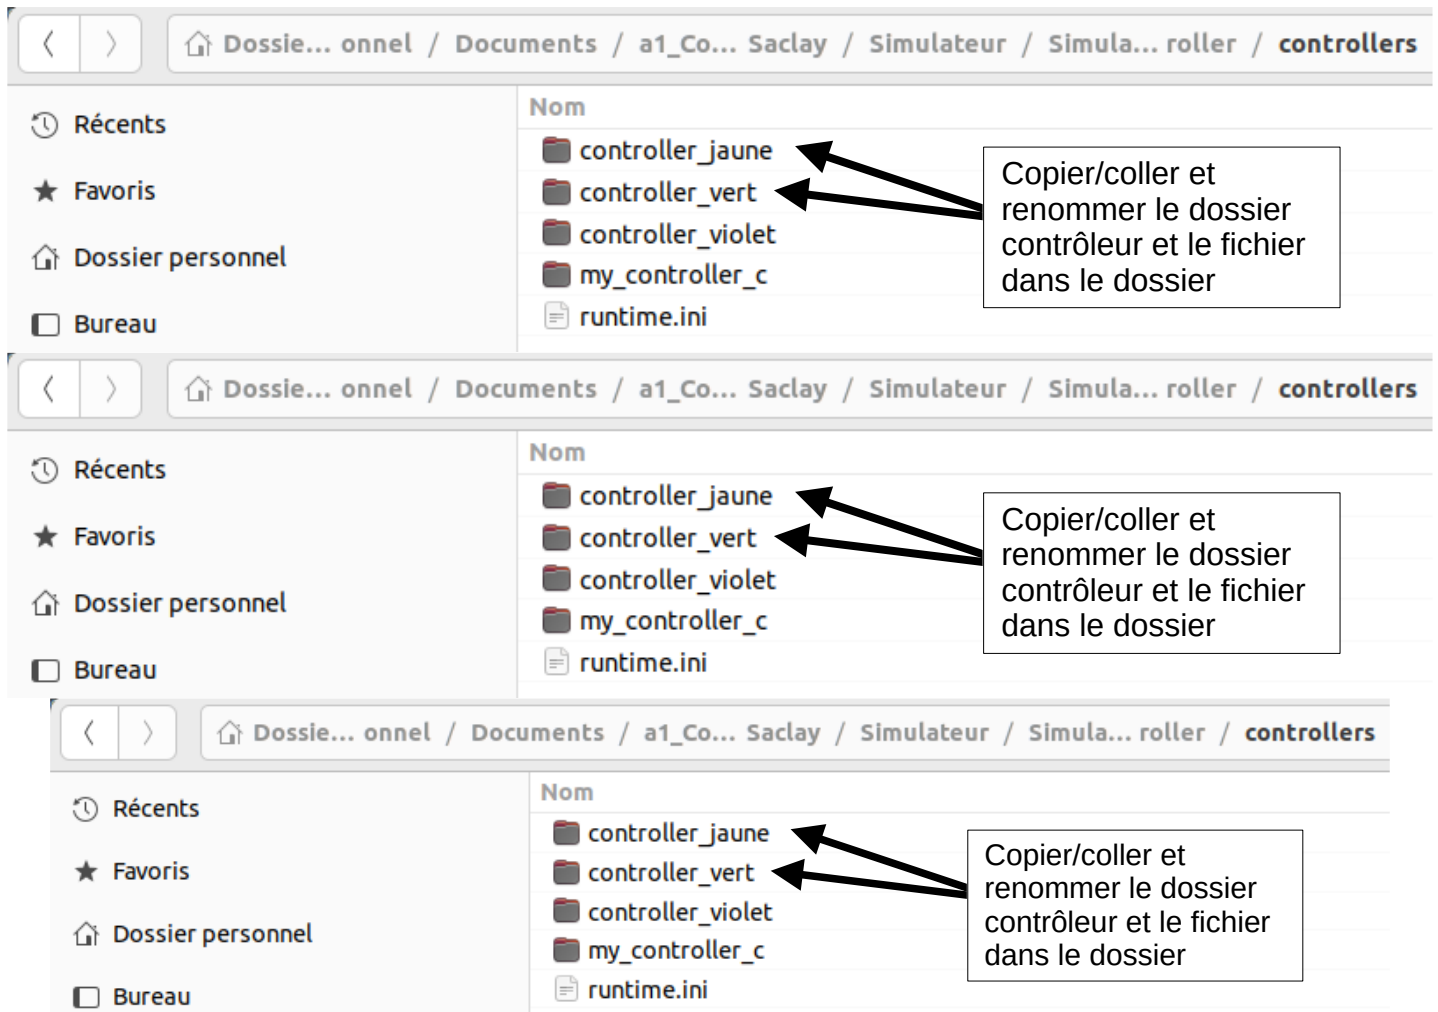 Dossie... onnel / Documents / a1_Co... Saclay / Simulateur / Simula... roller / controllers
Nom
Récents
Favoris
Dossier personnel
Bureau
controller_jaune
controller_vert
controller_violet
my_controller_c
runtime.ini
Copier/coller et
renommer le dossier
contrôleur et le fichier
dans le dossier
Dossie... onnel / Documents / a1_Co... Saclay / Simulateur / Simula... roller / controllers
Nom
Récents
Favoris
Dossier personnel
Bureau
controller_jaune
controller_vert
controller_violet
my_controller_c
runtime.ini
Copier/coller et
renommer le dossier
contrôleur et le fichier
dans le dossier
Dossie... onnel / Documents / a1_Co... Saclay / Simulateur / Simula... roller / controllers
Nom
Récents
Favoris
Dossier personnel
Bureau
controller_jaune
controller_vert
controller_violet
my_controller_c
runtime.ini
Copier/coller et
renommer le dossier
contrôleur et le fichier
dans le dossier